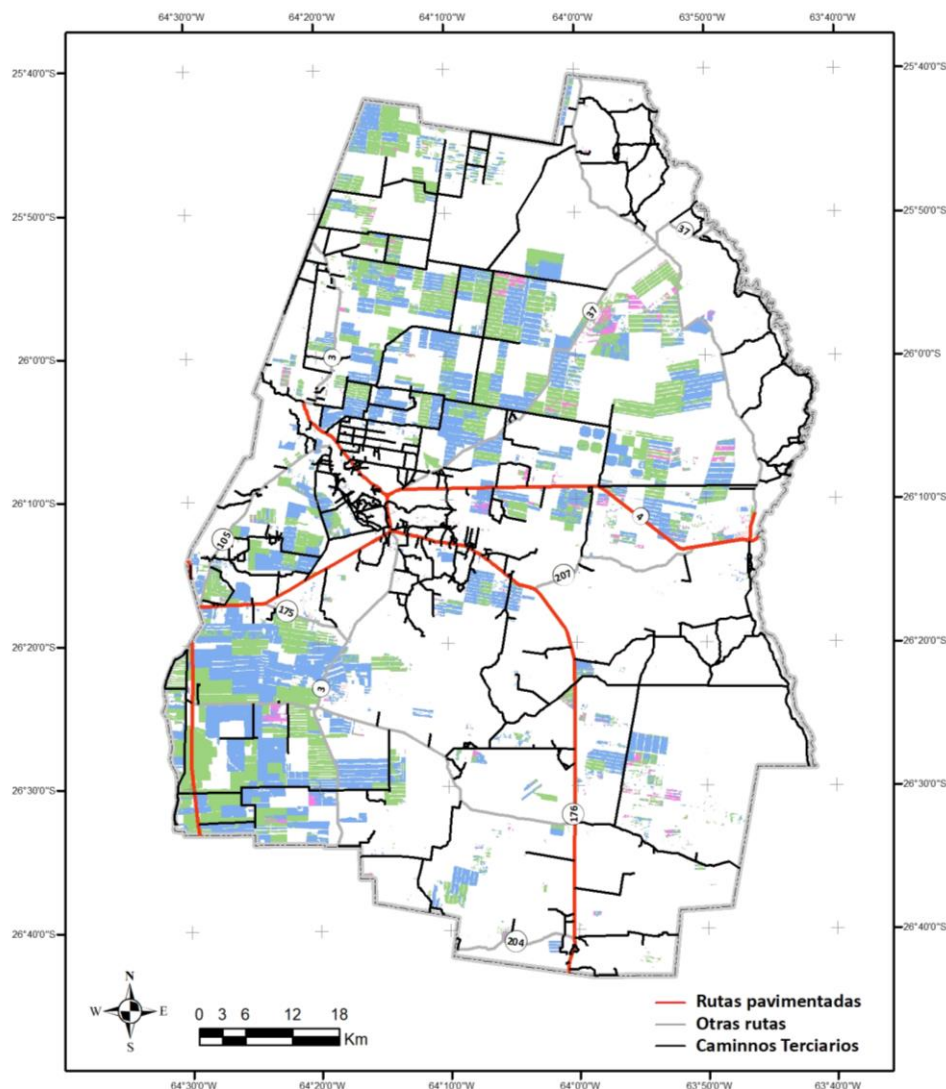 64°30'0"W 64°20'0"W 64°10'0"W 64°0'0"W 63°50'0"W 63°40'0"W
25°40'0"S 25°40'0"S
37
25°50'0"S 25°50'0"S
37
26°0'0"S 3 26°0'0"S
26°10'0"S 26°10'0"S
4
105
207
175
26°20'0"S 26°20'0"S
3
26°30'0"S 26°30'0"S
176
26°40'0"S 204 26°40'0"S
N
W E
S
0 3 6 12 18
Km
Rutas pavimentadas
Otras rutas
Caminnos Terciarios
64°30'0"W 64°20'0"W 64°10'0"W 64°0'0"W 63°50'0"W 63°40'0"W